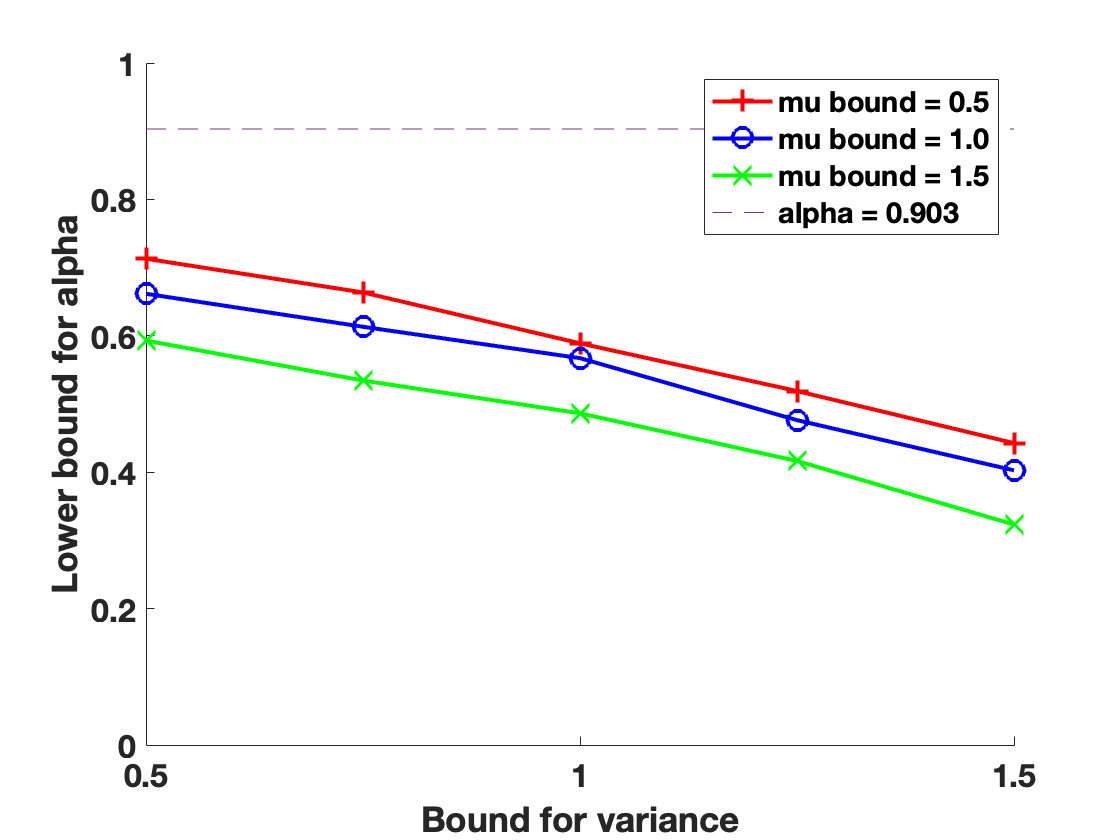 1
0.8
0.6
0.4
0.2
0
Lower bound for alpha
mu bound = 0.5
mu bound = 1.0
mu bound = 1.5
alpha = 0.903
0.5
1
1.5
Bound for variance